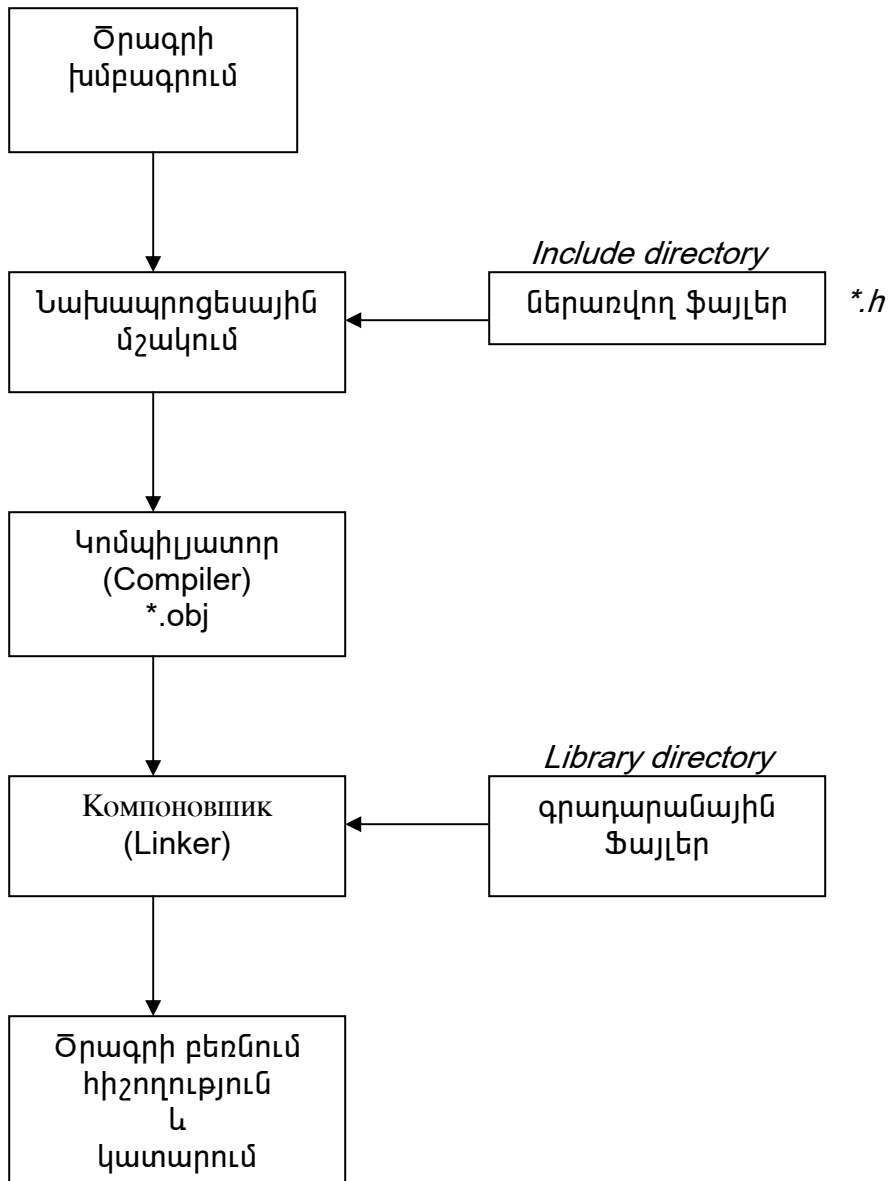 Ծրագրի
խմբագրում
Include directory
Նախապրոցեսային
մշակում
ներառվող ֆայլեր
*.h
Կոմպիլյատոր
(Compiler)
*.obj
Library directory
Компоновшик
(Linker)
գրադարանային
Ֆայլեր
Ծրագրի բեռնում
հիշողություն
և
կատարում